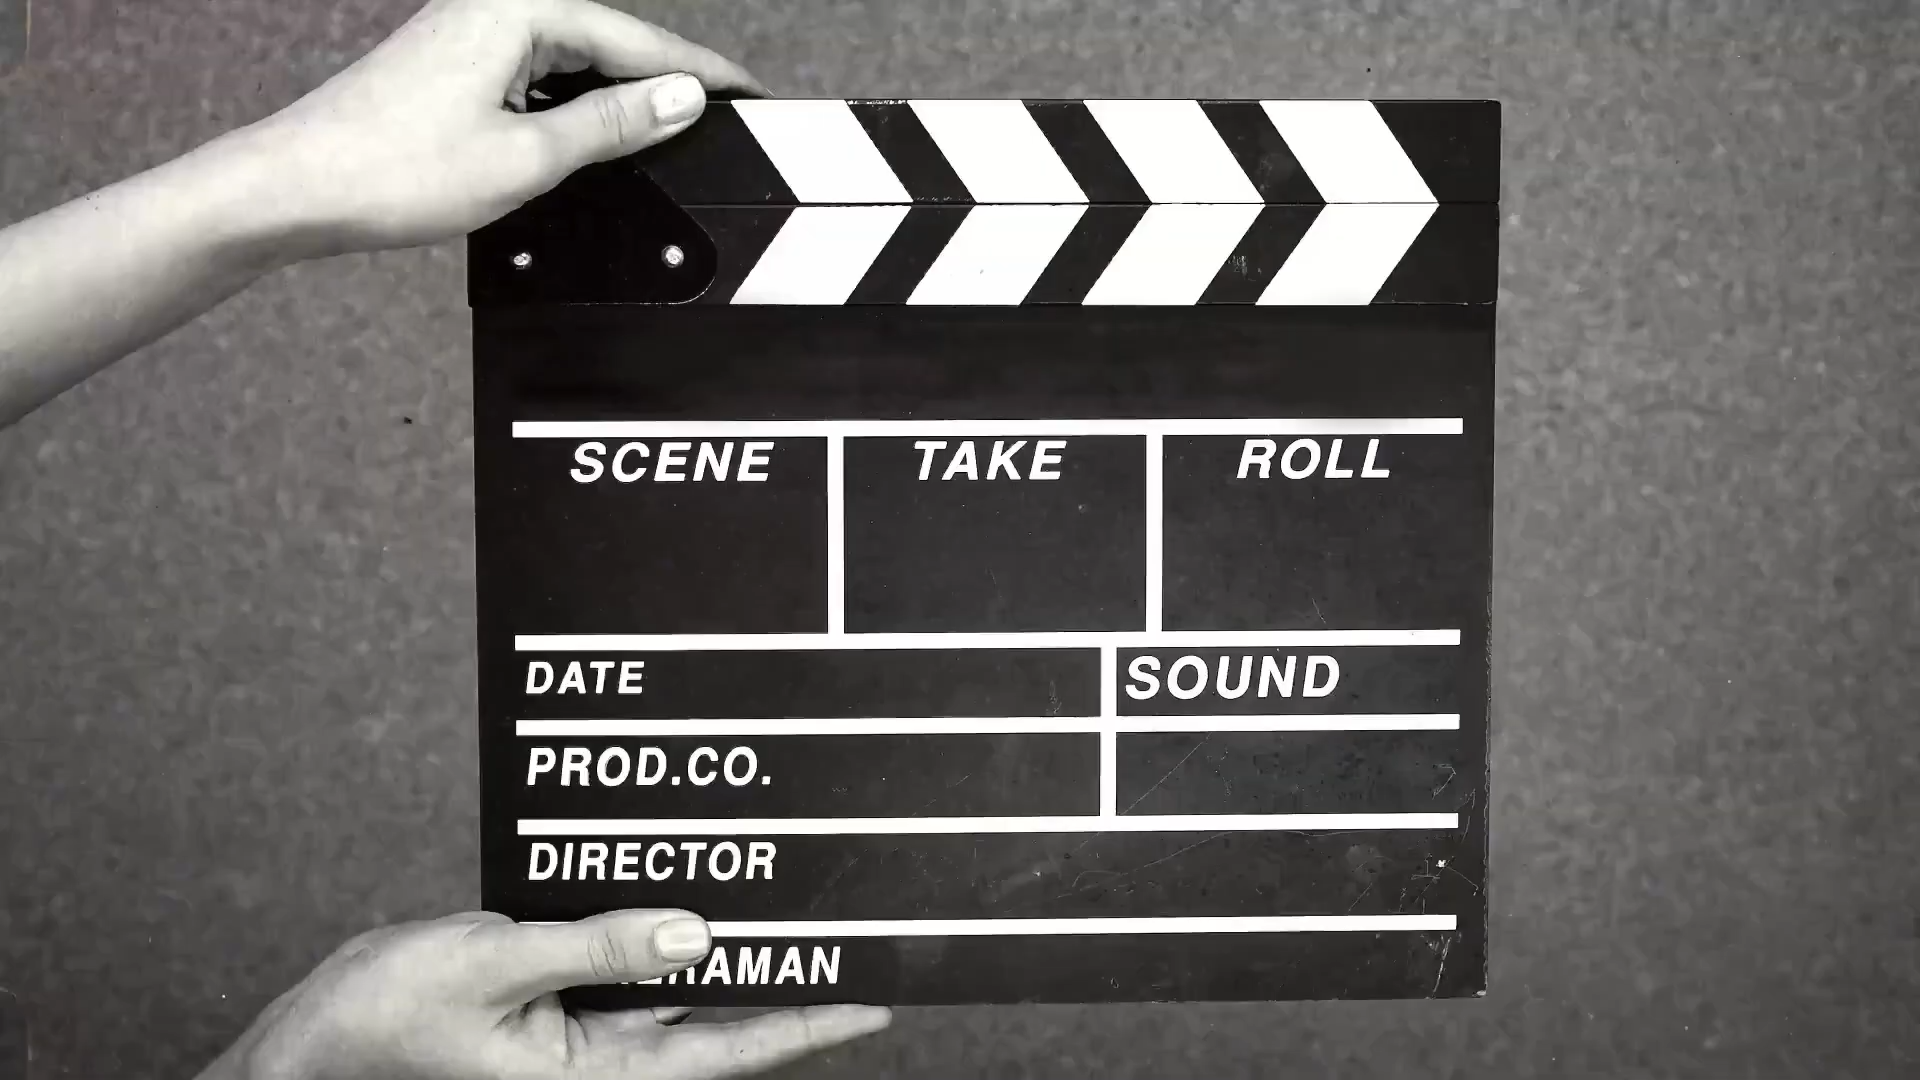 SCENE TAKE ROLL
DATE SOUND
PROD.CO.
DIRECTOR